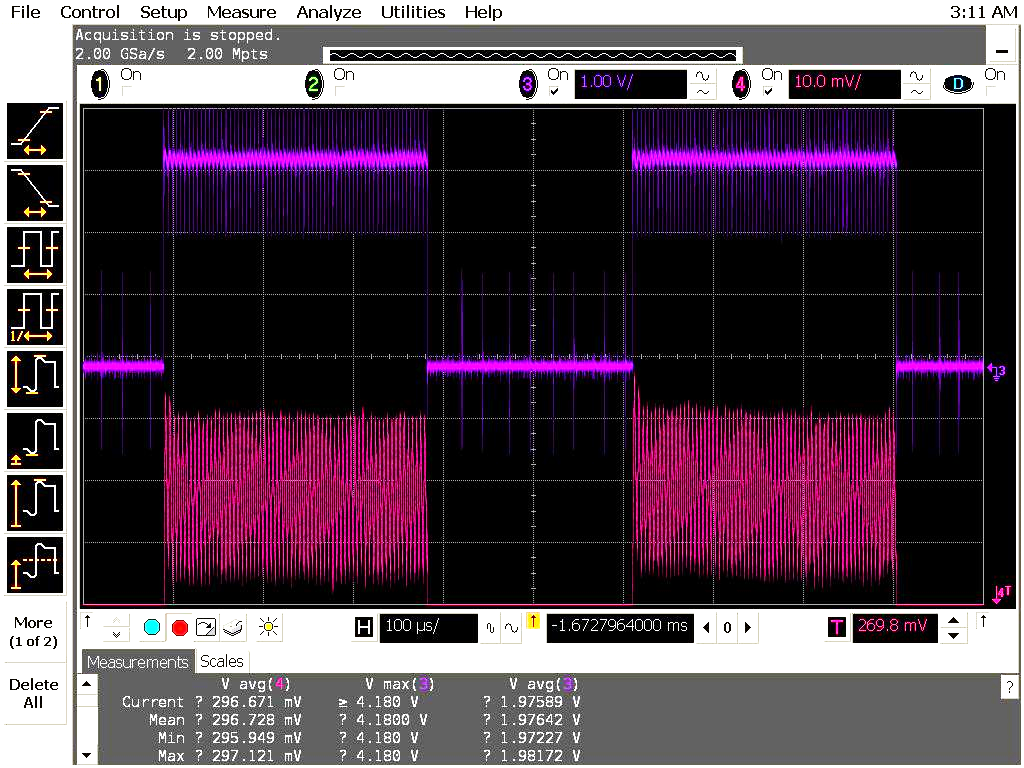 File Control Setup Measure Analyze Utilities Help 3:11 AM
Acquisition is stopped.
2.00 GSa/s 2.00 Mpts
1 On 2 On 3 On 1.00 V/ 4 On 10.0 mV/ D On
3
4T
1/
More
(1 of 2)
Delete
All
H 100 µs/ -1.6727964000 ms 0 T 269.8 mV
Measurements Scales
V avg(4) V max(3) V avg(3)
Current ? 296.671 mV ≥ 4.180 V ? 1.97589 V
Mean ? 296.728 mV ? 4.1800 V ? 1.97642 V
Min ? 295.949 mV ? 4.180 V ? 1.97227 V
Max ? 297.121 mV ? 4.180 V ? 1.98172 V
?